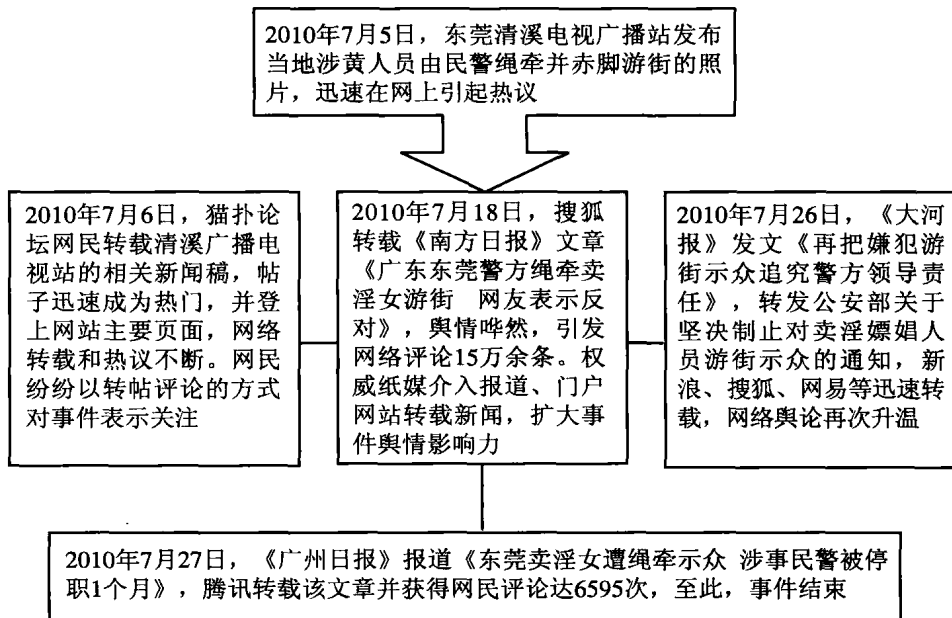 2010年7月5日，东莞清溪电视广播站发布
当地涉黄人员由民警绳牵并赤脚游街的照
片，迅速在网上引起热议
2010年7月6日，猫扑论
坛网民转载清溪广播电
视站的相关新闻稿，帖
子迅速成为热门，并登
上网站主要页面，网络
转载和热议不断。网民
纷纷以转帖评论的方式
对事件表示关注
2010年7月18日，搜狐
转载《南方日报》文章
《广东东莞警方绳牵卖
淫女游街　网友表示反
对》，舆情哗然，引发
网络评论15万余条。权
威纸媒介入报道、门户
网站转载新闻，扩大事
件舆情影响力
2010年7月26日，《大河
报》发文《再把嫌犯游
街示众追究警方领导责
任》，转发公安部关于
坚决制止对卖淫嫖娼人
员游街示众的通知，新
浪、搜狐、网易等迅速转
载，网络舆论再次升温
2010年7月27日，《广州日报》报道《东莞卖淫女遭绳牵示众 涉事民警被停
职1个月》，腾讯转载该文章并获得网民评论达6595次，至此，事件结束